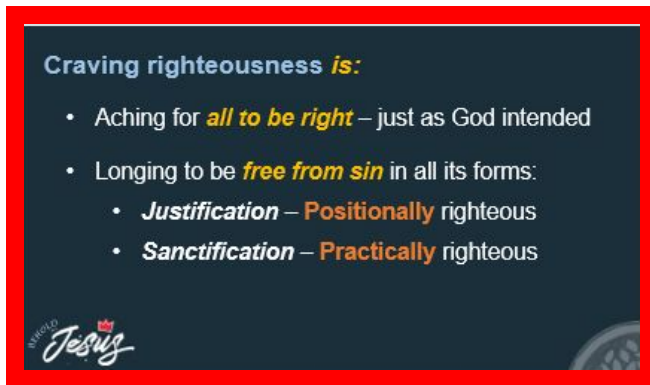 Craving righteousness is:
• Aching for all to be right – just as God intended
• Longing to be free from sin in all its forms:
• Justification – Positionally righteous
• Sanctification – Practically righteous
BEHOLD
Jesus